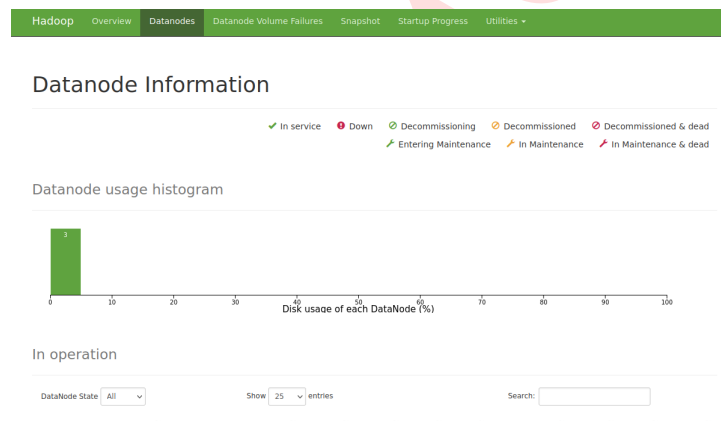 Hadoop Overview Datanodes Datanode Volume Failures Snapshot Startup Progress Utilities
Datanode Information
In service Down Decommissioning Decommissioned Decommissioned & dead
Entering Maintenance In Maintenance In Maintenance & dead
Datanode usage histogram
3
0 10 20 30 40 50 60 70 80 90 100
Disk usage of each DataNode (%)
In operation
DataNode State All Show 25 entries Search: